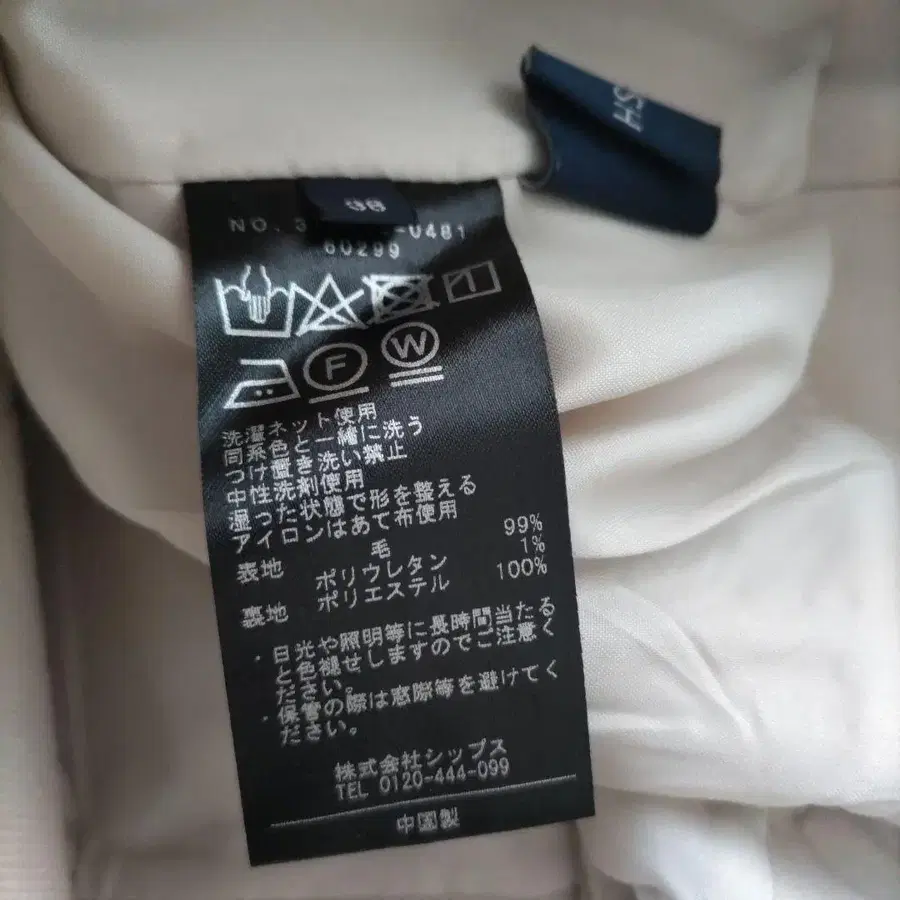 SH
38
NO. 3 -0481
60299
F W
洗濯ネット使用
同系色と一緒に洗う
つけ置き洗い禁止
中性洗剤使用
湿った状態で形を整える
アイロンはあて布使用
表地 毛 99%
ポリウレタン 1%
裏地 ポリエステル 100%
・日光や照明等に長時間当たる
と色褪せしますのでご注意く
ださい。
・保管の際は窓際等を避けてく
ださい。
株式会社シップス
TEL 0120-444-099
中国製